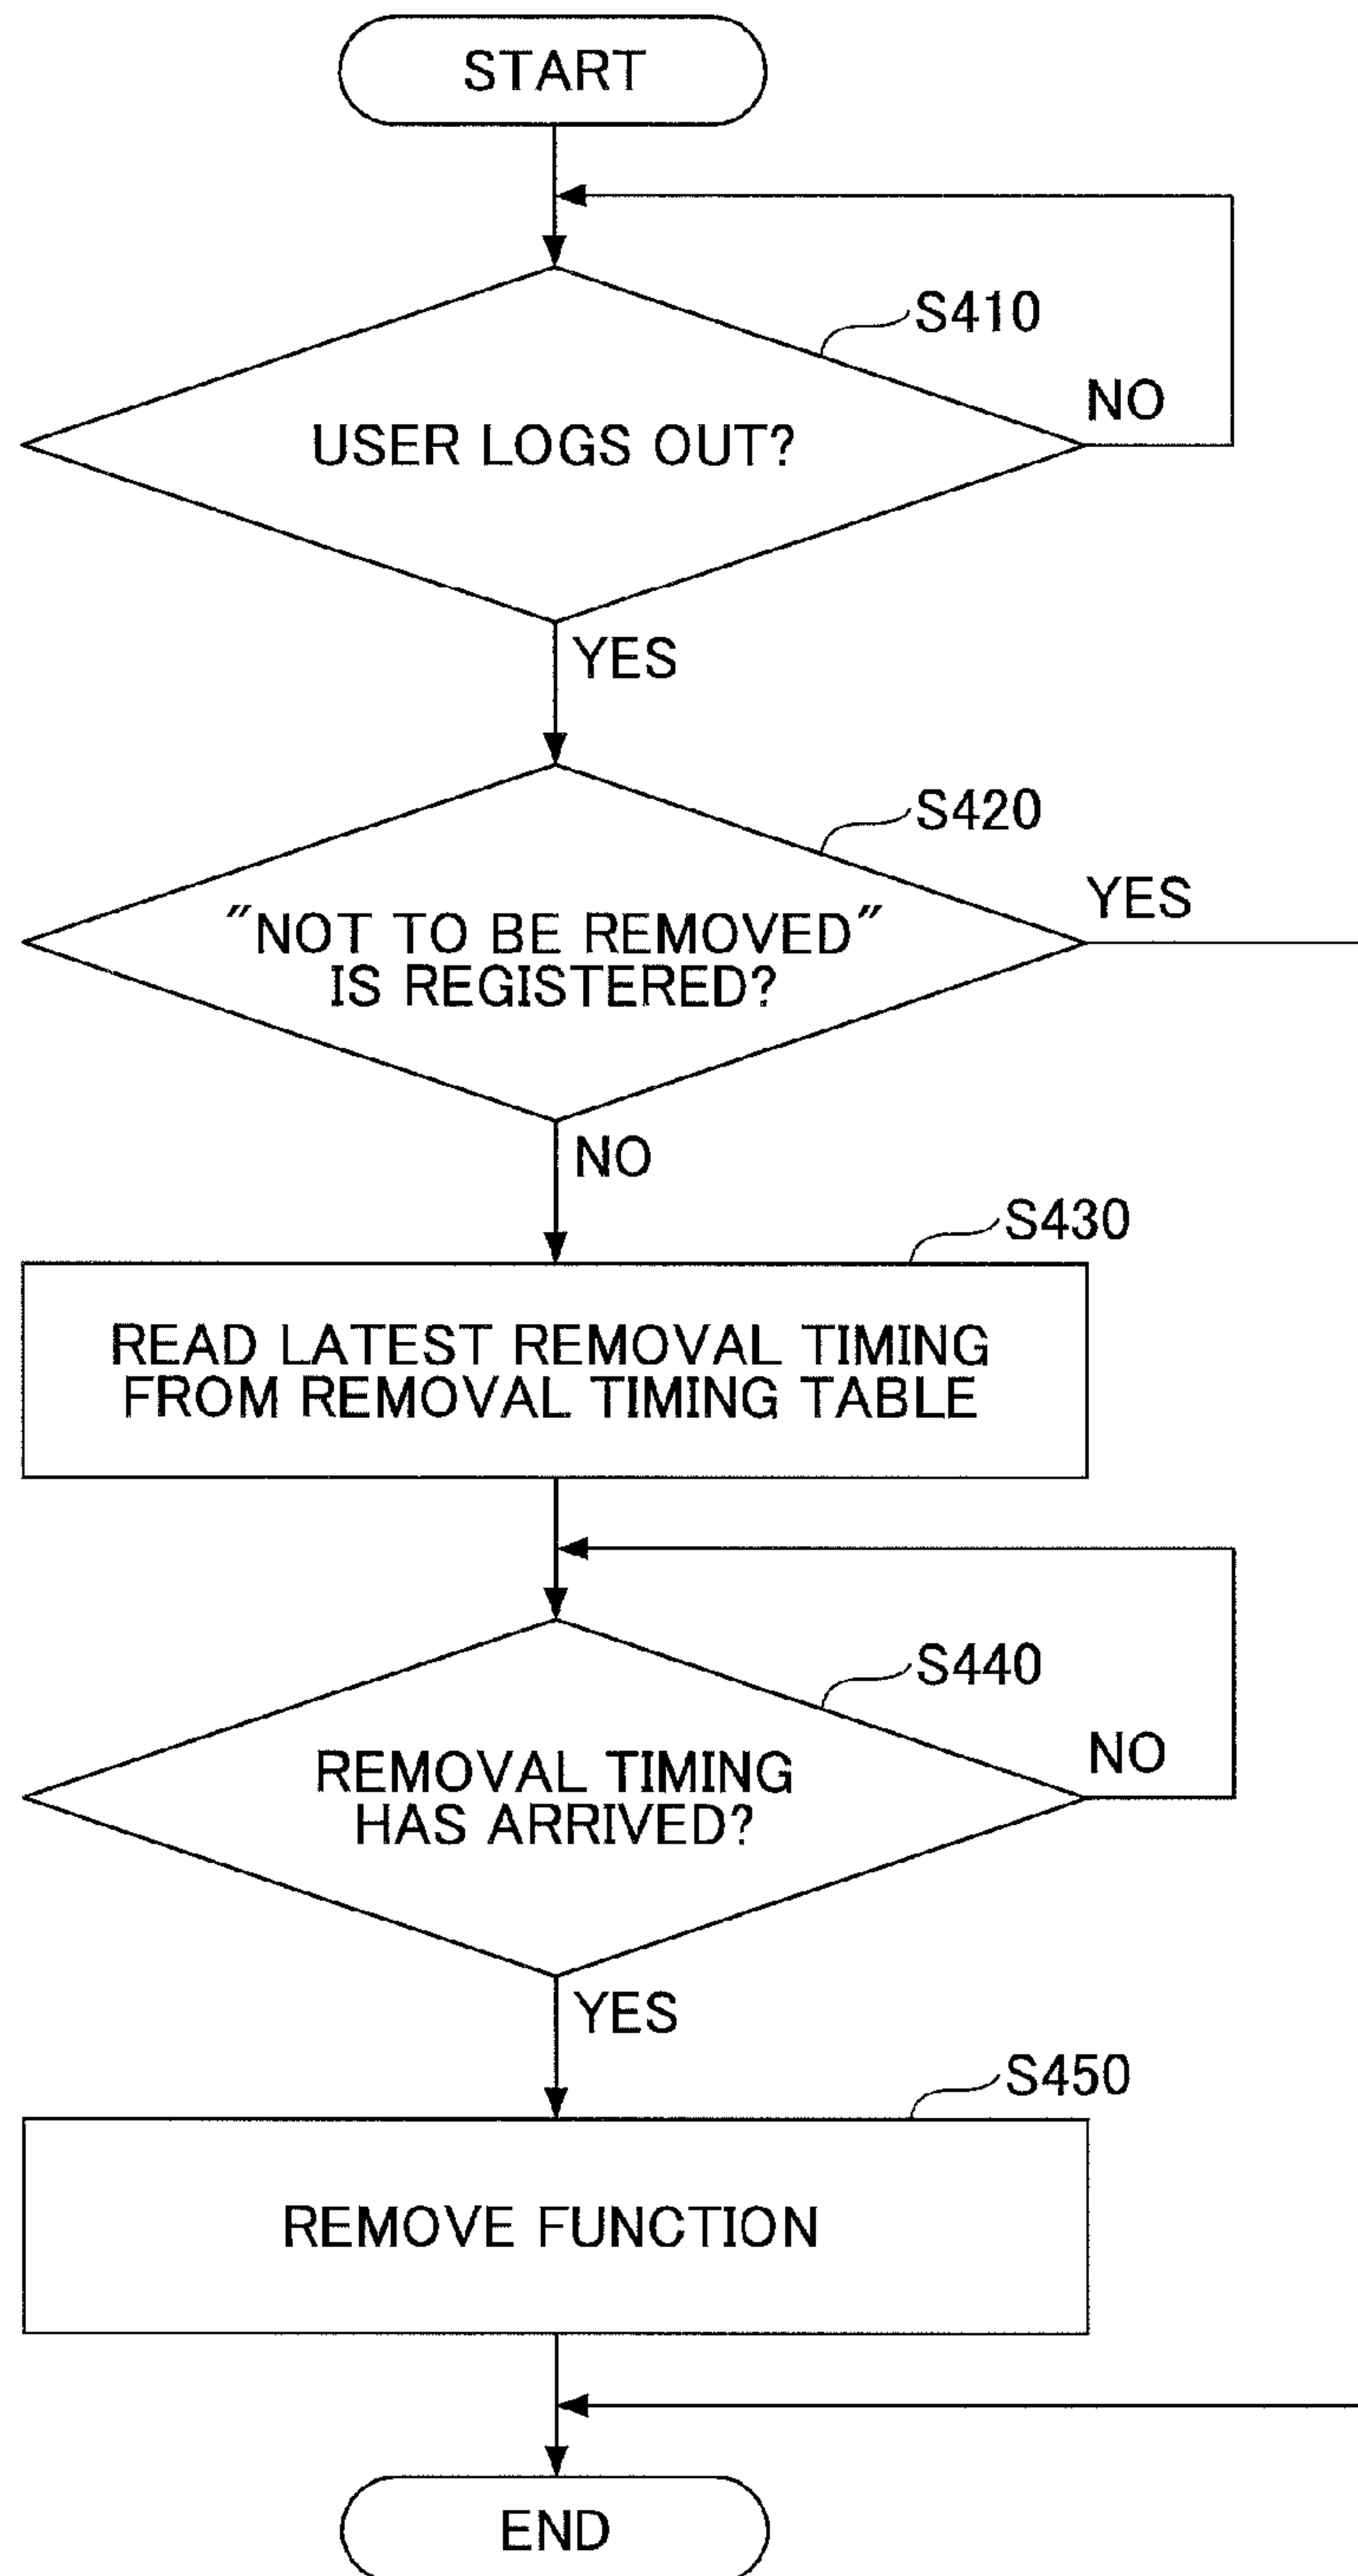 START
S410
NO
USER LOGS OUT?
YES
S420
YES
"NOT TO BE REMOVED"
IS REGISTERED?
NO
S430
READ LATEST REMOVAL TIMING
FROM REMOVAL TIMING TABLE
S440
NO
REMOVAL TIMING
HAS ARRIVED?
YES
S450
REMOVE FUNCTION
END